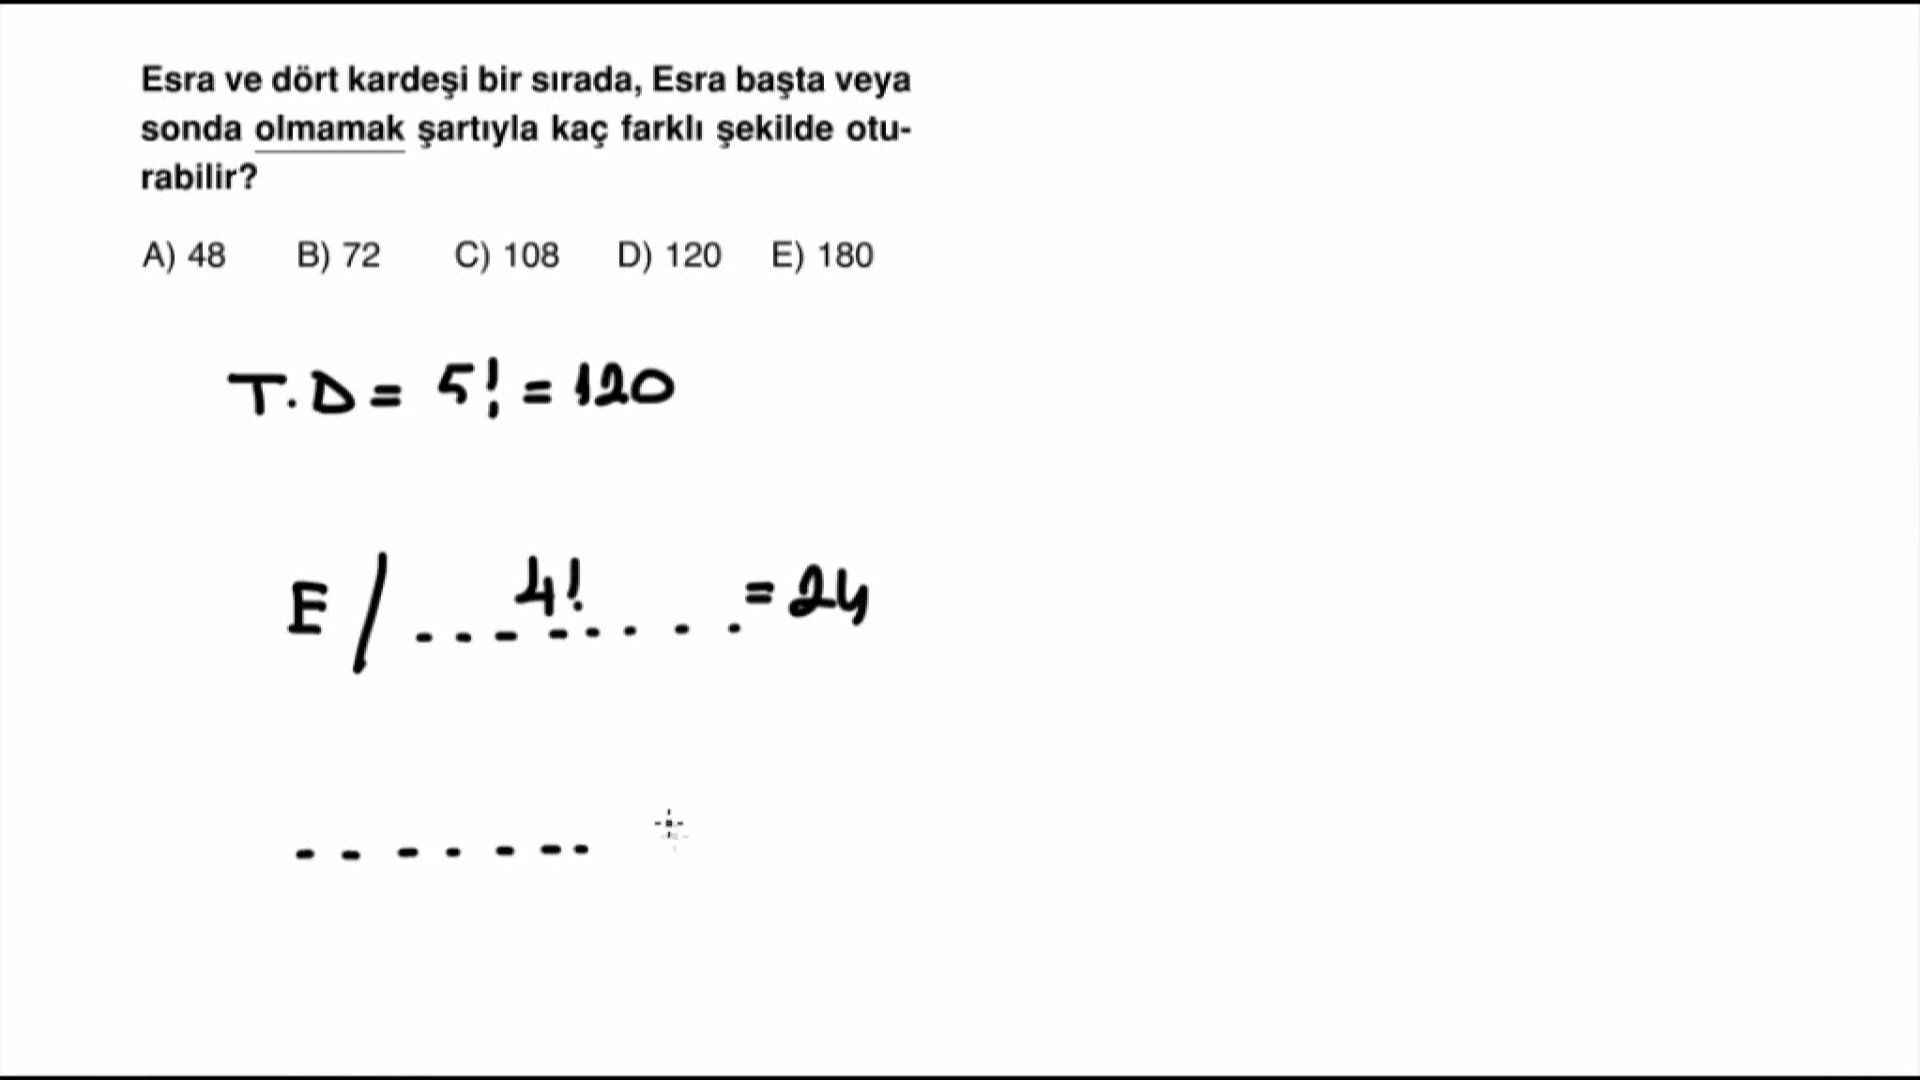 Esra ve dört kardeşi bir sırada, Esra başta veya
sonda olmamak şartıyla kaç farklı şekilde otu-
rabilir?
A) 48 B) 72 C) 108 D) 120 E) 180
T.D = 5! = 120
E / 4! = 24